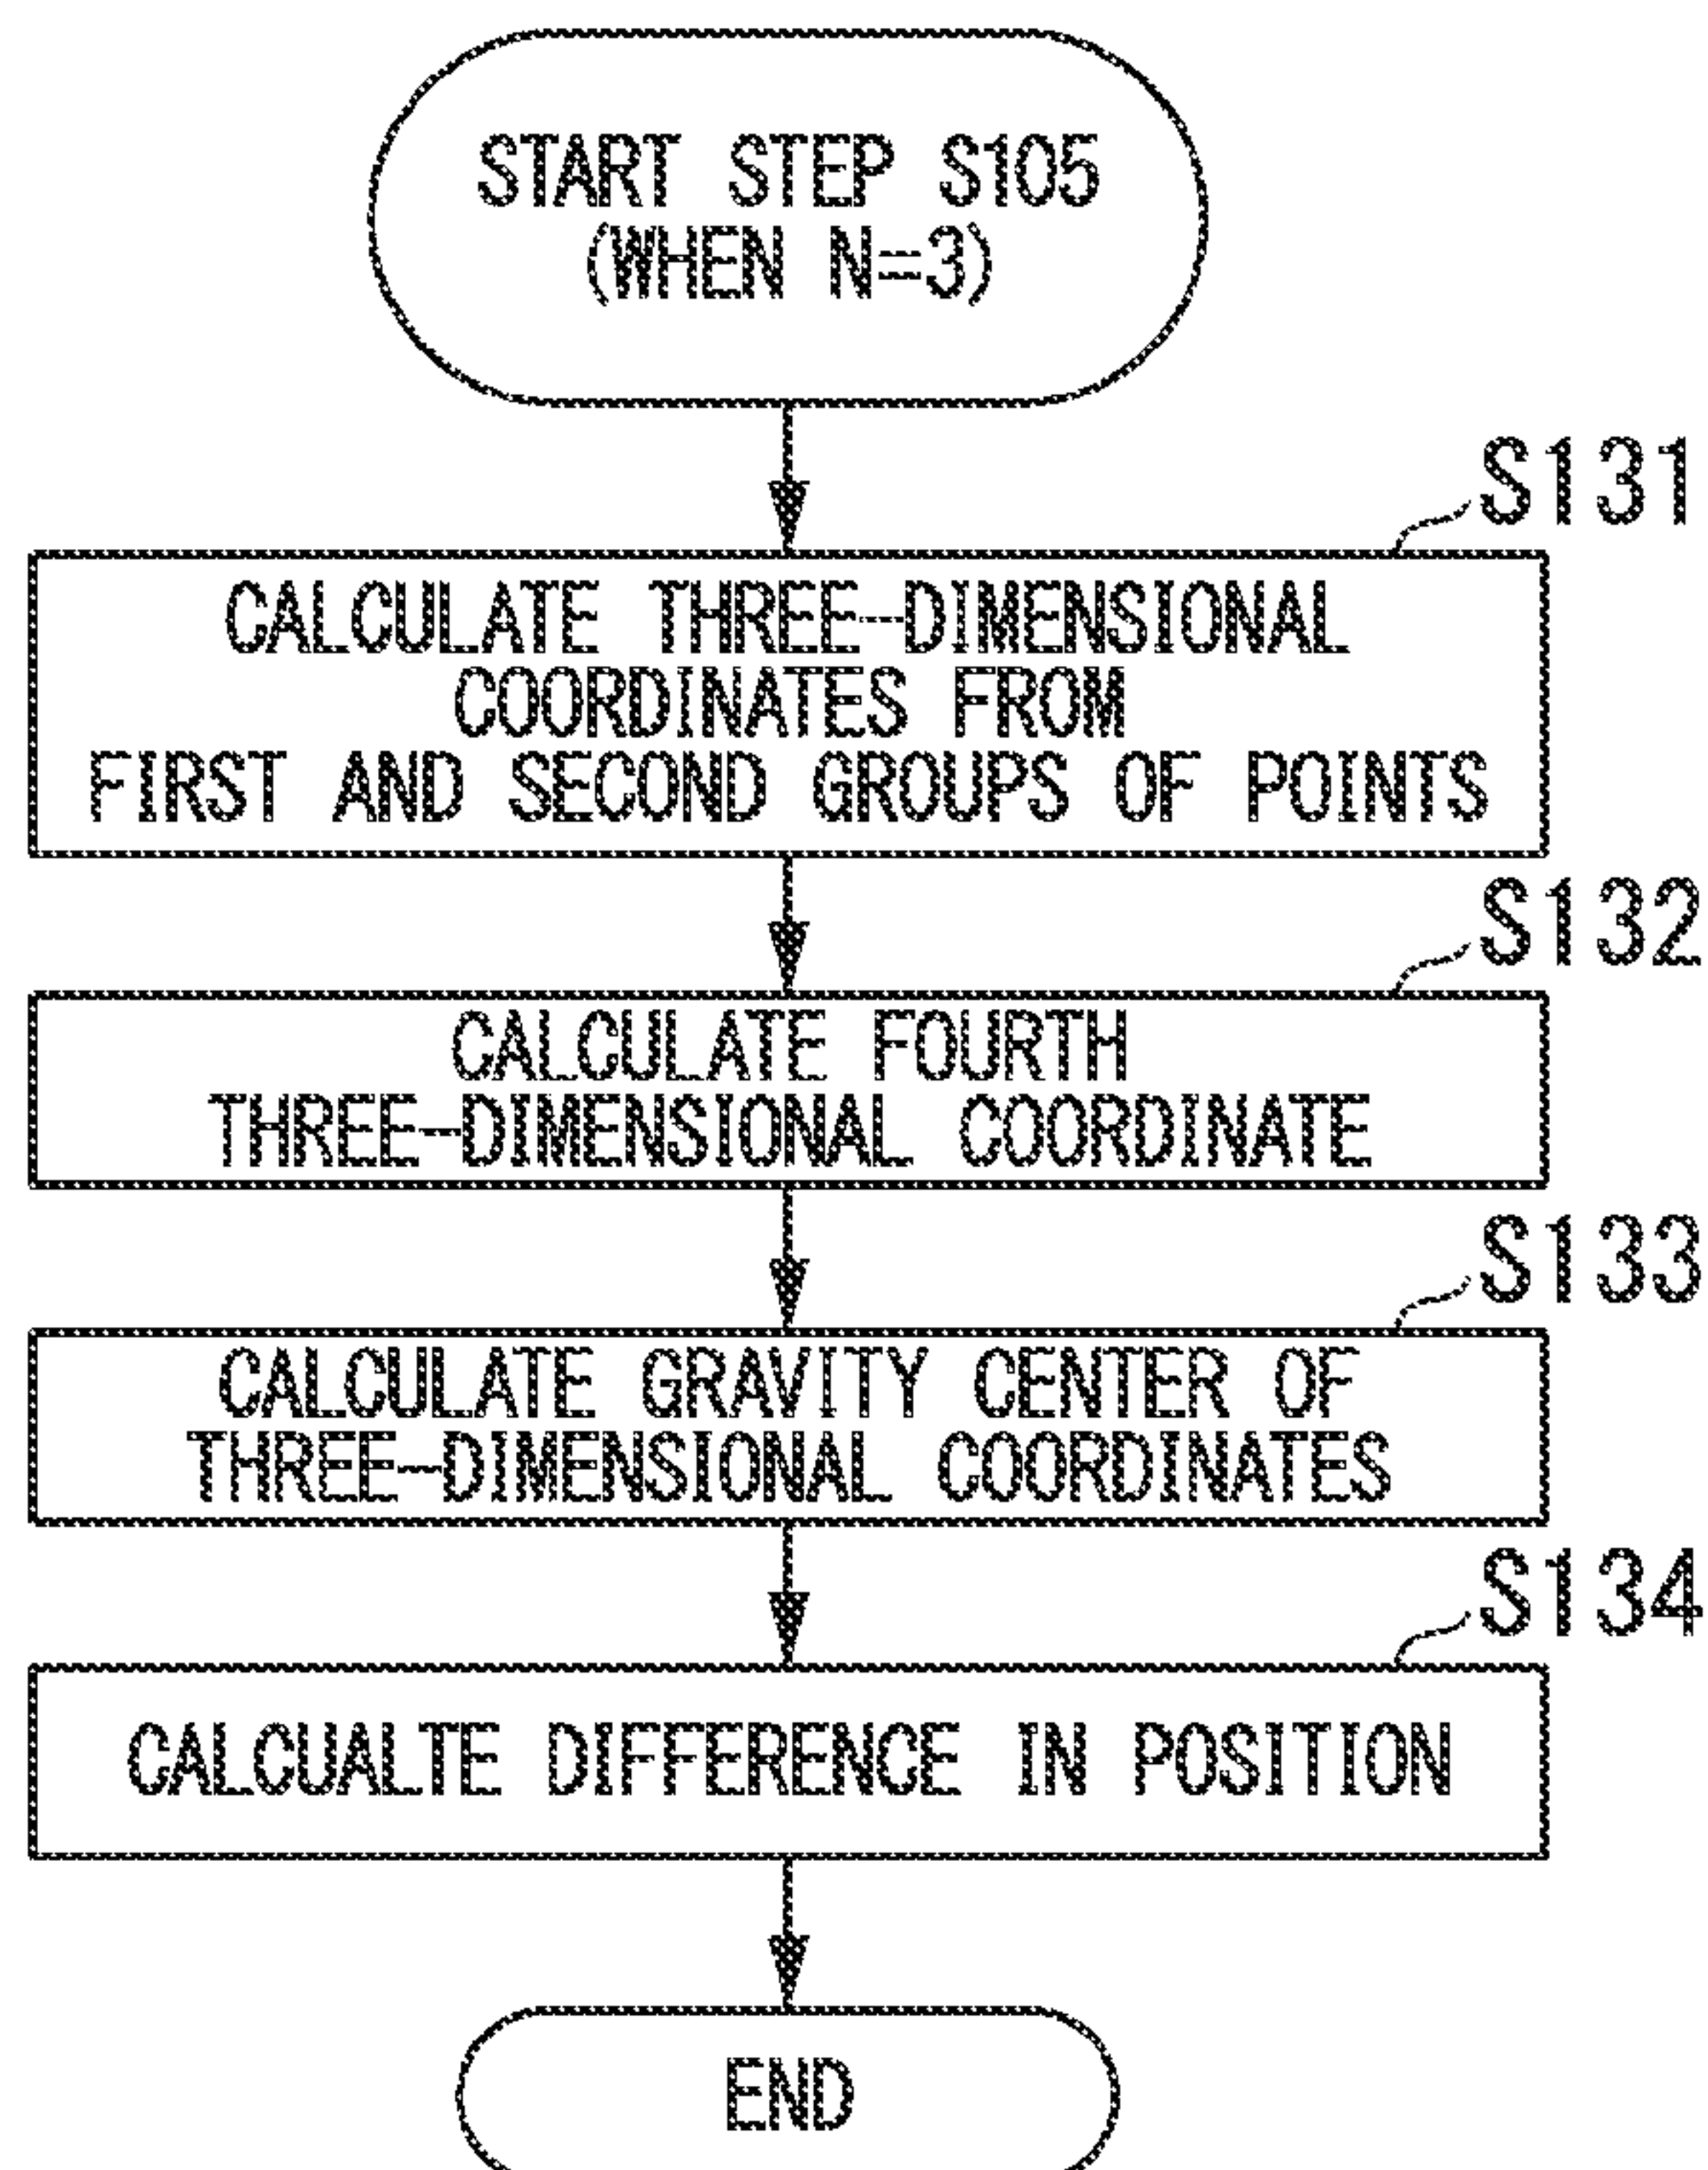 START STEP S105
(WHEN N=3)
S131
CALCULATE THREE-DIMENSIONAL
COORDINATES FROM
FIRST AND SECOND GROUPS OF POINTS
S132
CALCULATE FOURTH
THREE-DIMENSIONAL COORDINATE
S133
CALCULATE GRAVITY CENTER OF
THREE-DIMENSIONAL COORDINATES
S134
CALCUALTE DIFFERENCE IN POSITION
END